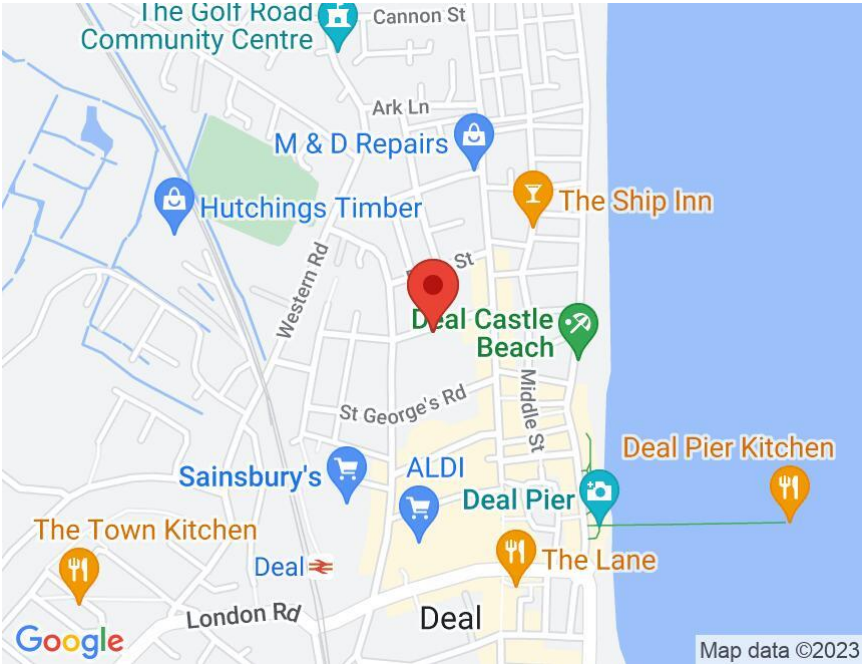 The Golf Road
Community Centre
Cannon St
Ark Ln
M & D Repairs
The Ship Inn
Hutchings Timber
St
Western Rd
Deal Castle
Beach
Middle St
St George's Rd
Deal Pier Kitchen
Sainsbury's
ALDI
Deal Pier
The Town Kitchen
The Lane
Deal
London Rd
Deal
Google
Map data ©2023